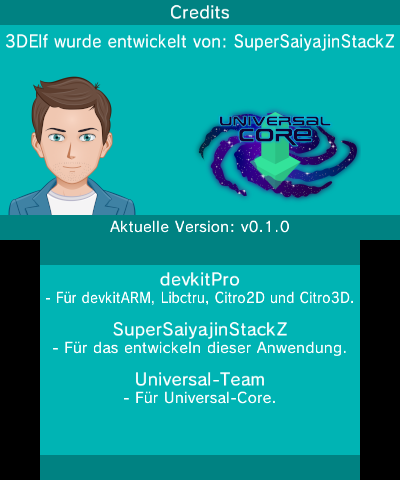 Credits
3DElf wurde entwickelt von: SuperSaiyajinStackZ
UNIVERSAL
CORE
Aktuelle Version: v0.1.0
devkitPro
- Für devkitARM, Libctru, Citro2D und Citro3D.
SuperSaiyajinStackZ
- Für das entwickeln dieser Anwendung.
Universal-Team
- Für Universal-Core.